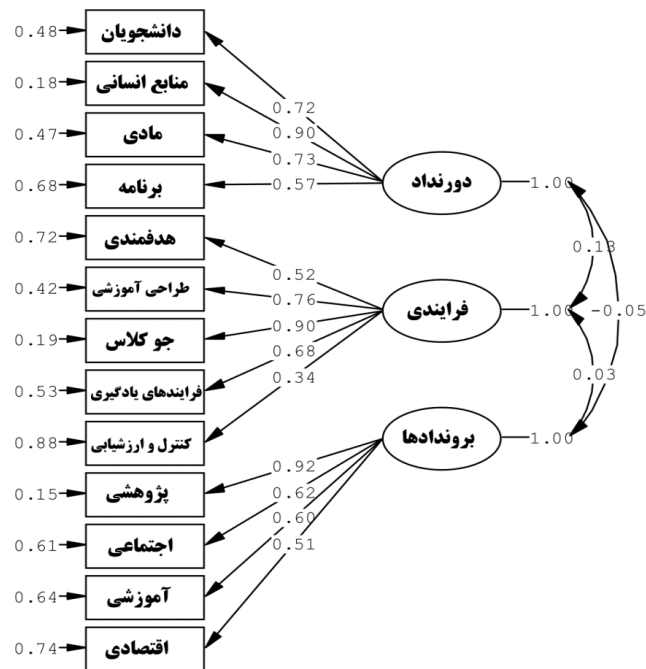 0.48
دانشجویان
0.18
منابع انسانی
0.72
0.47
مادی
0.90
0.73
0.68
برنامه
0.57
دورنداد
1.00
0.72
هدفمندی
0.13
0.52
0.42
طراحی آموزشی
0.76
فرایندی
1.00
-0.05
0.19
جو کلاس
0.90
0.68
0.53
فرایندهای یادگیری
0.34
0.03
0.88
کنترل و ارزشیابی
بروندادها
1.00
0.92
0.15
پژوهشی
0.62
0.60
0.61
اجتماعی
0.51
0.64
آموزشی
0.74
اقتصادی